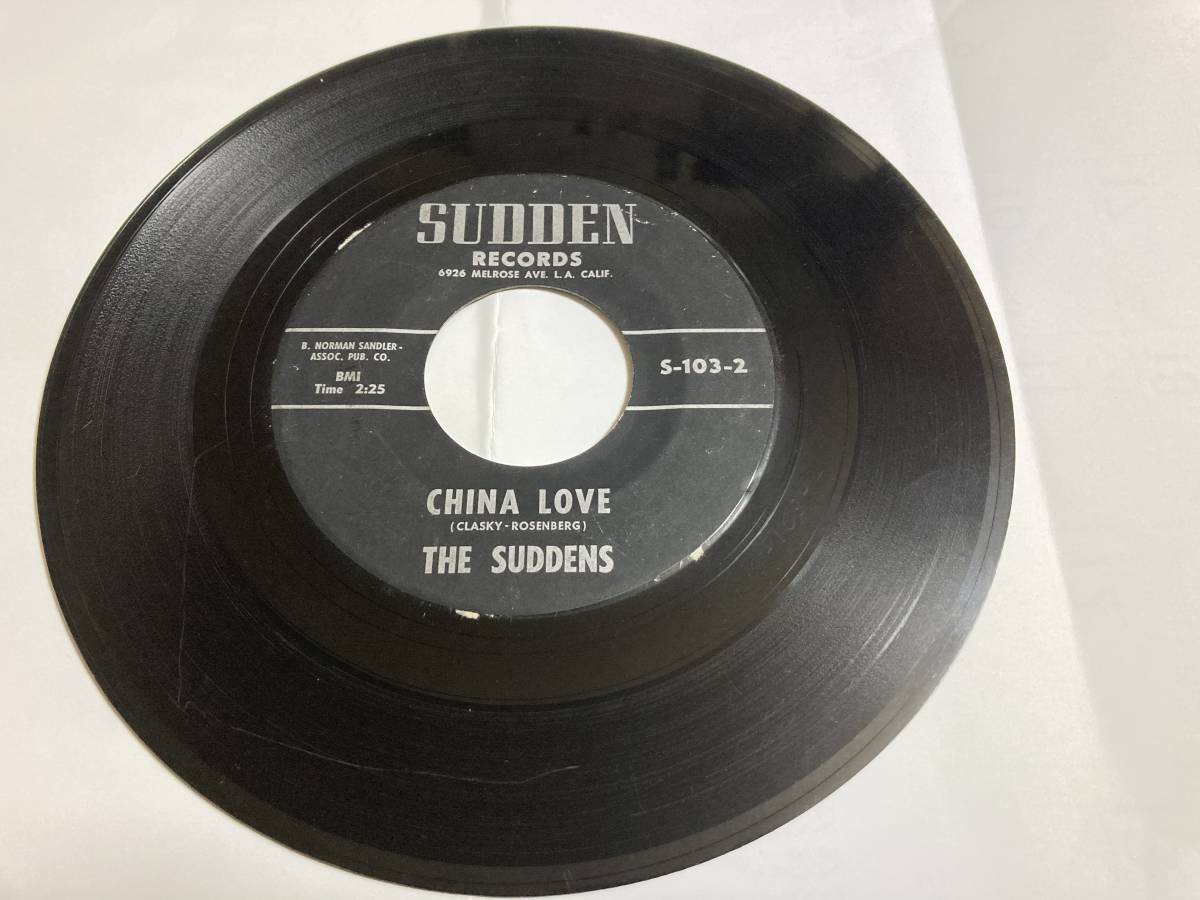 SUDDEN
RECORDS
6926 MELROSE AVE. L.A. CALIF.
B. NORMAN SANDLER-
ASSOC. PUB. CO.
BMI
Time 2:25
S-103-2
CHINA LOVE
(CLASKY-ROSENBERG)
THE SUDDENS